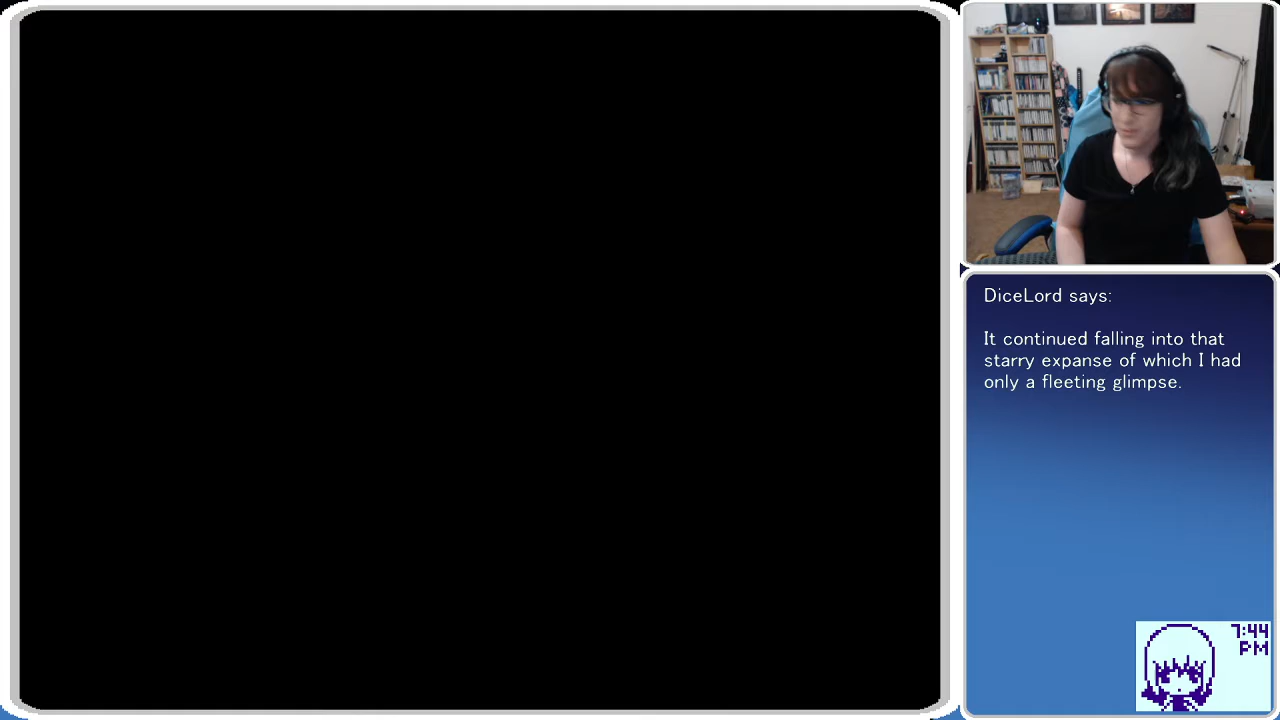 DiceLord says:
It continued falling into that
starry expanse of which I had
only a fleeting glimpse.
7:44
PM